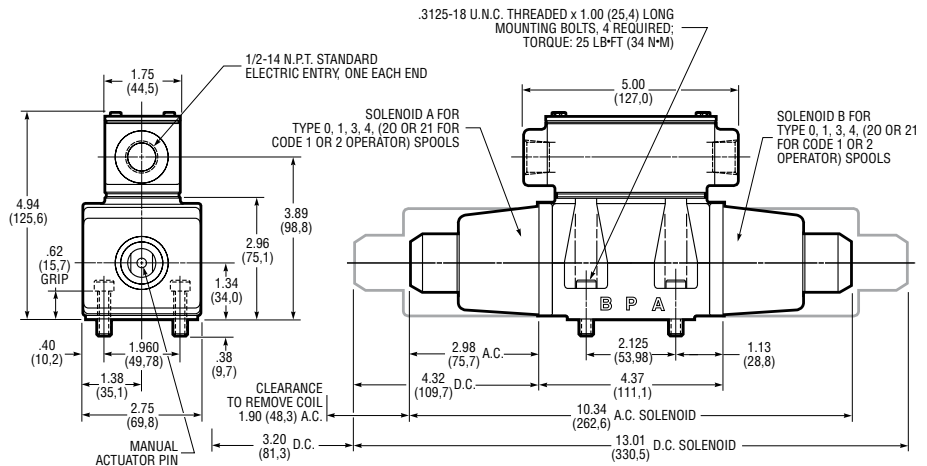 .3125-18 U.N.C. THREADED x 1.00 (25,4) LONG
MOUNTING BOLTS, 4 REQUIRED;
TORQUE: 25 LB•FT (34 N•M)
1/2-14 N.P.T. STANDARD
ELECTRIC ENTRY, ONE EACH END
1.75
(44,5)
5.00
(127,0)
SOLENOID A FOR
TYPE 0, 1, 3, 4, (2O OR 21 FOR
CODE 1 OR 2 OPERATOR) SPOOLS
SOLENOID B FOR
TYPE 0, 1, 3, 4, (2O OR 21
FOR CODE 1 OR 2
OPERATOR) SPOOLS
4.94
(125,6)
3.89
(98,8)
2.96
(75,1)
.62
(15,7)
GRIP
1.34
(34,0)
B P A
.40
(10,2)
1.960
(49,78)
.38
(9,7)
1.38
(35,1)
2.75
(69,8)
MANUAL
ACTUATOR PIN
2.98 A.C.
(75,7)
2.125
(53,98)
1.13
(28,8)
4.32 D.C.
(109,7)
4.37
(111,1)
CLEARANCE
TO REMOVE COIL
1.90 (48,3) A.C.
10.34 A.C. SOLENOID
(262,6)
3.20 D.C.
(81,3)
13.01 D.C. SOLENOID
(330,5)